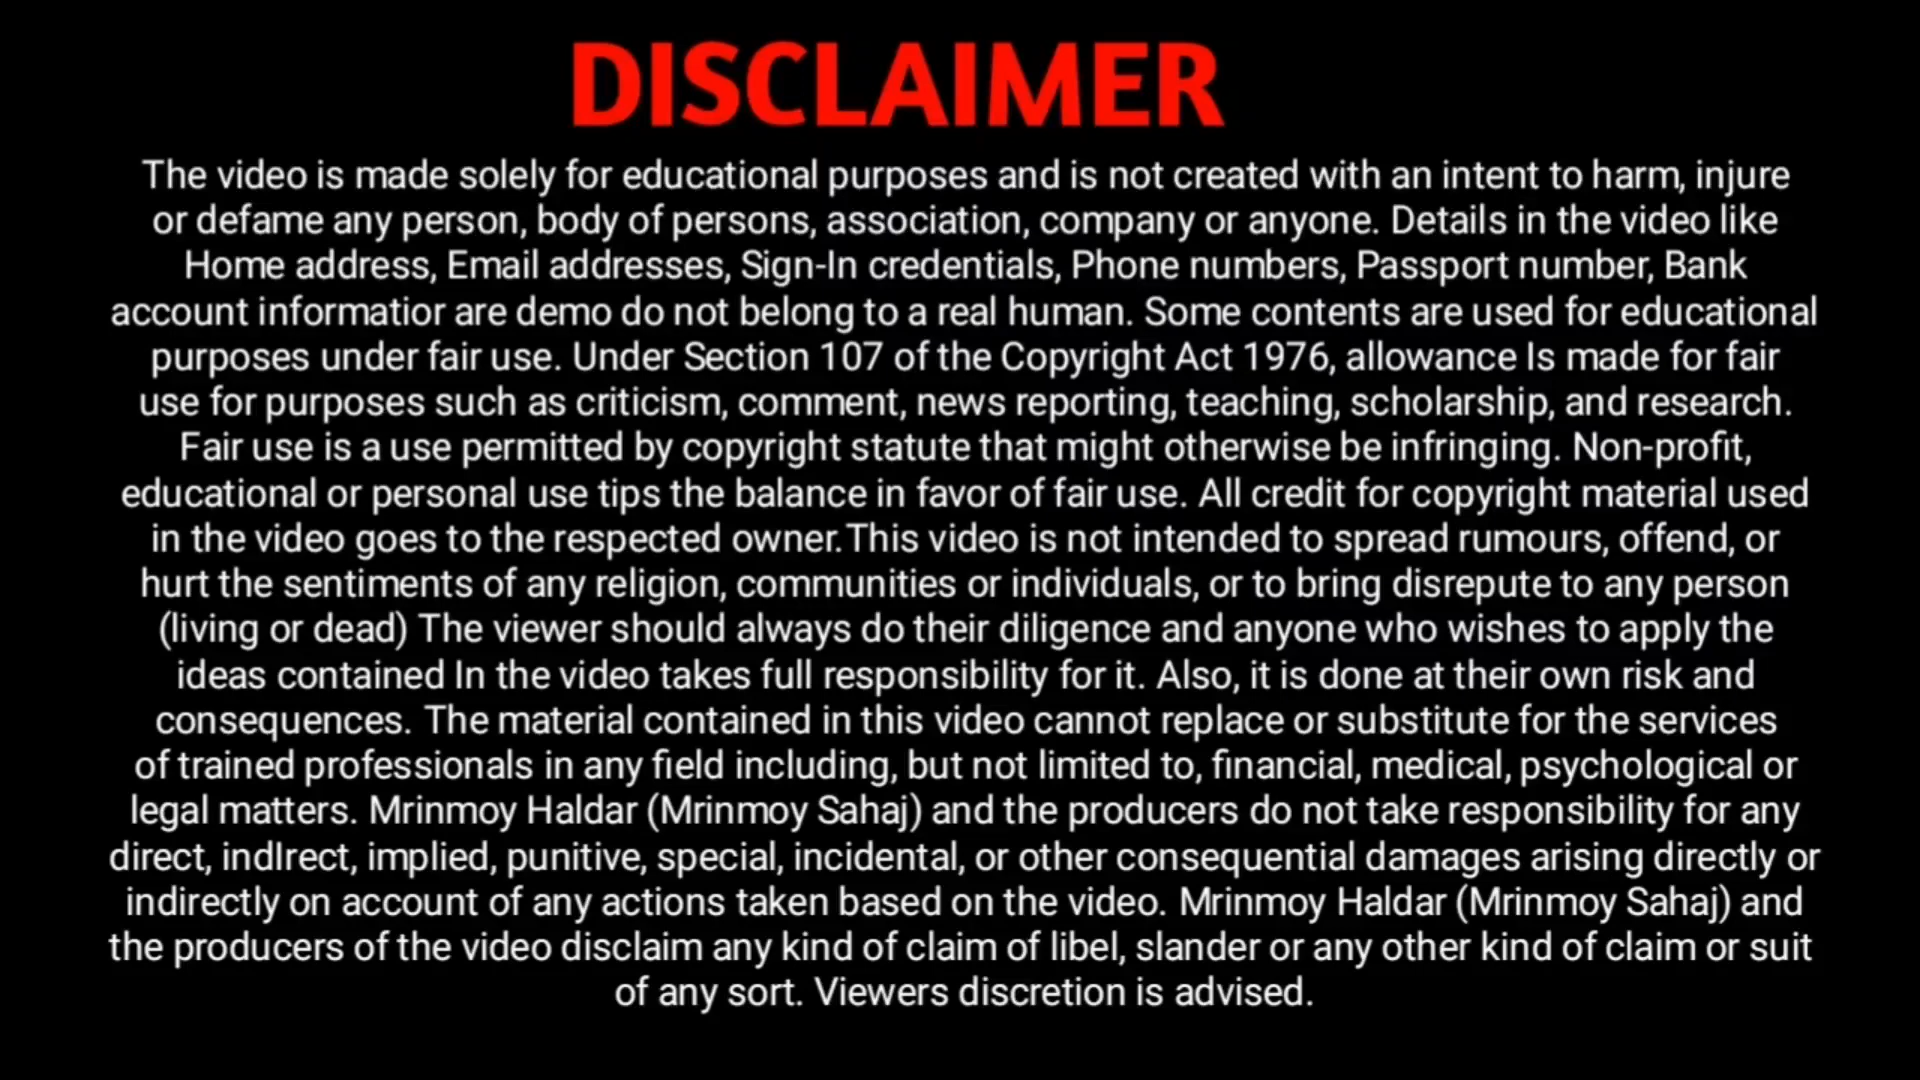 DISCLAIMER
The video is made solely for educational purposes and is not created with an intent to harm, injure
or defame any person, body of persons, association, company or anyone. Details in the video like
Home address, Email addresses, Sign-In credentials, Phone numbers, Passport number, Bank
account informatior are demo do not belong to a real human. Some contents are used for educational
purposes under fair use. Under Section 107 of the Copyright Act 1976, allowance Is made for fair
use for purposes such as criticism, comment, news reporting, teaching, scholarship, and research.
Fair use is a use permitted by copyright statute that might otherwise be infringing. Non-profit,
educational or personal use tips the balance in favor of fair use. All credit for copyright material used
in the video goes to the respected owner.This video is not intended to spread rumours, offend, or
hurt the sentiments of any religion, communities or individuals, or to bring disrepute to any person
(living or dead) The viewer should always do their diligence and anyone who wishes to apply the
ideas contained In the video takes full responsibility for it. Also, it is done at their own risk and
consequences. The material contained in this video cannot replace or substitute for the services
of trained professionals in any field including, but not limited to, financial, medical, psychological or
legal matters. Mrinmoy Haldar (Mrinmoy Sahaj) and the producers do not take responsibility for any
direct, indIrect, implied, punitive, special, incidental, or other consequential damages arising directly or
indirectly on account of any actions taken based on the video. Mrinmoy Haldar (Mrinmoy Sahaj) and
the producers of the video disclaim any kind of claim of libel, slander or any other kind of claim or suit
of any sort. Viewers discretion is advised.